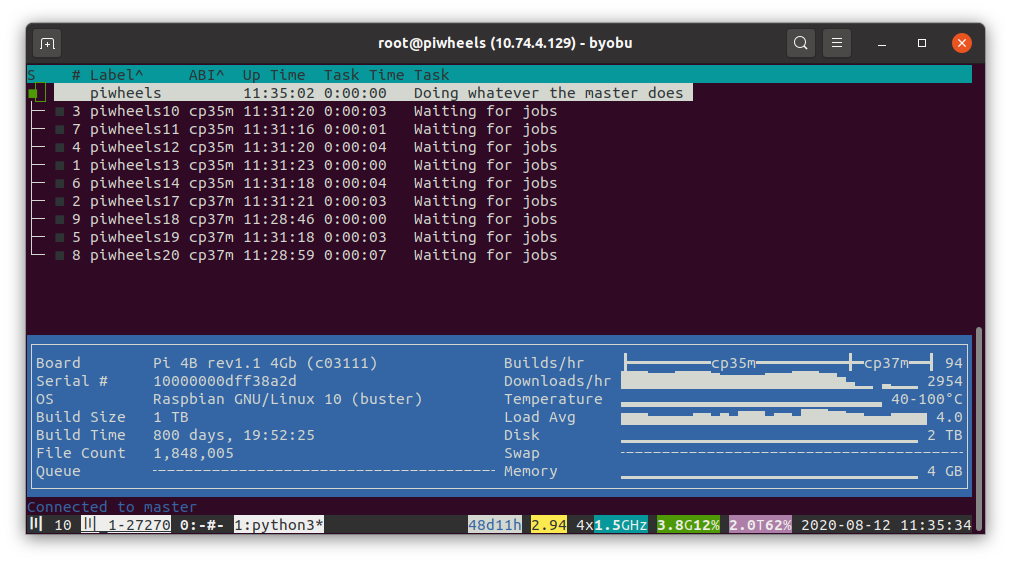 root@piwheels (10.74.4.129) - byobu
S # Label^ ABI^ Up Time Task Time Task
piwheels 11:35:02 0:00:00 Doing whatever the master does
3 piwheels10 cp35m 11:31:20 0:00:03 Waiting for jobs
7 piwheels11 cp35m 11:31:16 0:00:01 Waiting for jobs
4 piwheels12 cp35m 11:31:20 0:00:04 Waiting for jobs
1 piwheels13 cp35m 11:31:23 0:00:00 Waiting for jobs
6 piwheels14 cp35m 11:31:18 0:00:04 Waiting for jobs
2 piwheels17 cp37m 11:31:21 0:00:03 Waiting for jobs
9 piwheels18 cp37m 11:28:46 0:00:00 Waiting for jobs
5 piwheels19 cp37m 11:31:18 0:00:03 Waiting for jobs
8 piwheels20 cp37m 11:28:59 0:00:07 Waiting for jobs
Board Pi 4B rev1.1 4Gb (c03111) Builds/hr cp35m cp37m 94
Serial # 10000000dff38a2d Downloads/hr 2954
OS Raspbian GNU/Linux 10 (buster) Temperature 40-100°C
Build Size 1 TB Load Avg 4.0
Build Time 800 days, 19:52:25 Disk 2 TB
File Count 1,848,005 Swap
Queue Memory 4 GB
Connected to master
10 1-27270 0:-#- 1:python3* 48d11h 2.94 4x1.5GHz 3.8G12% 2.0T62% 2020-08-12 11:35:34